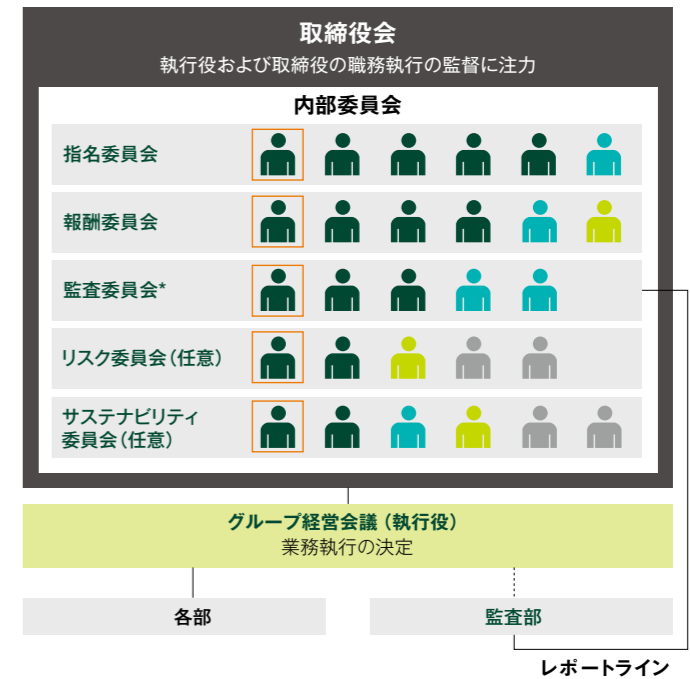 取締役会
執行役および取締役の職務執行の監督に注力
内部委員会
指名委員会
報酬委員会
監査委員会*
リスク委員会（任意）
サステナビリティ
委員会（任意）
グループ経営会議（執行役）
業務執行の決定
各部
監査部
レポートライン